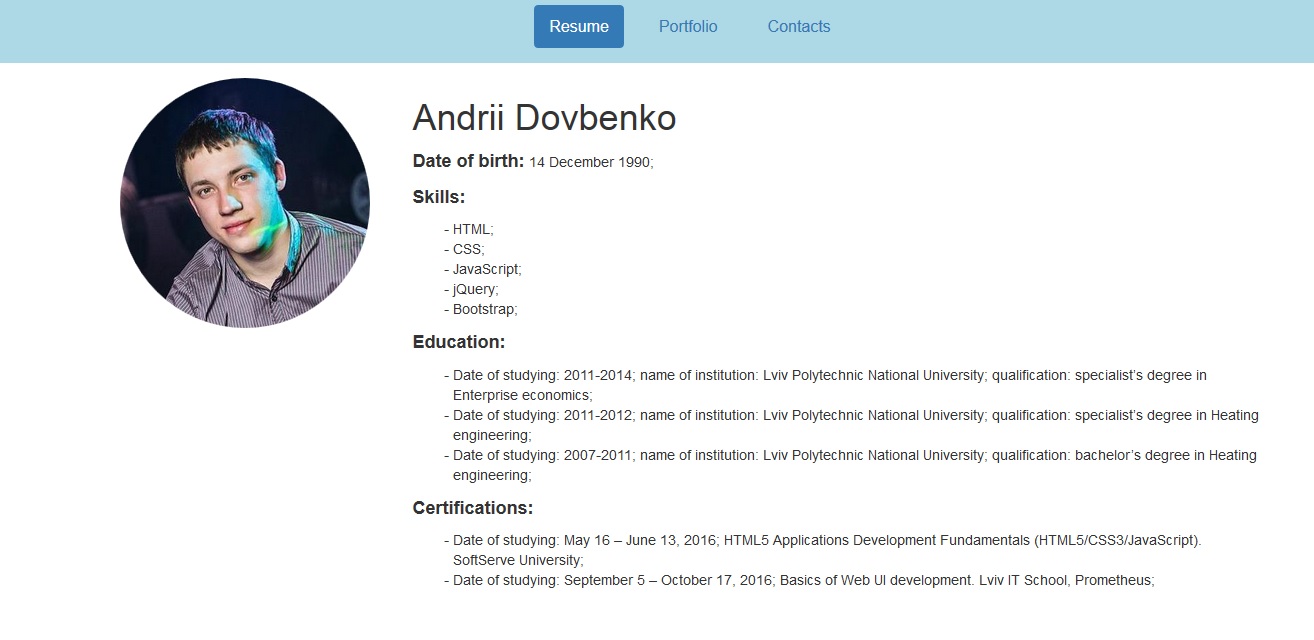 Resume Portfolio Contacts
Andrii Dovbenko
Date of birth: 14 December 1990;
Skills:
- HTML;
- CSS;
- JavaScript;
- jQuery;
- Bootstrap;
Education:
- Date of studying: 2011-2014; name of institution: Lviv Polytechnic National University; qualification: specialist’s degree in
Enterprise economics;
- Date of studying: 2011-2012; name of institution: Lviv Polytechnic National University; qualification: specialist’s degree in Heating
engineering;
- Date of studying: 2007-2011; name of institution: Lviv Polytechnic National University; qualification: bachelor’s degree in Heating
engineering;
Certifications:
- Date of studying: May 16 – June 13, 2016; HTML5 Applications Development Fundamentals (HTML5/CSS3/JavaScript).
SoftServe University;
- Date of studying: September 5 – October 17, 2016; Basics of Web UI development. Lviv IT School, Prometheus;